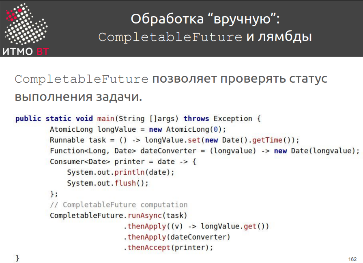 Обработка “вручную”:
CompletableFuture и лямбды
ИТМО ВТ
CompletableFuture позволяет проверять статус
выполнения задачи.
public static void main(String []args) throws Exception {
AtomicLong longValue = new AtomicLong(0);
Runnable task = () -> longValue.set(new Date().getTime());
Function<Long, Date> dateConverter = (longvalue) -> new Date(longvalue);
Consumer<Date> printer = date -> {
System.out.println(date);
System.out.flush();
};
// CompletableFuture computation
CompletableFuture.runAsync(task)
.thenApply((v) -> longValue.get())
.thenApply(dateConverter)
.thenAccept(printer);
}
162